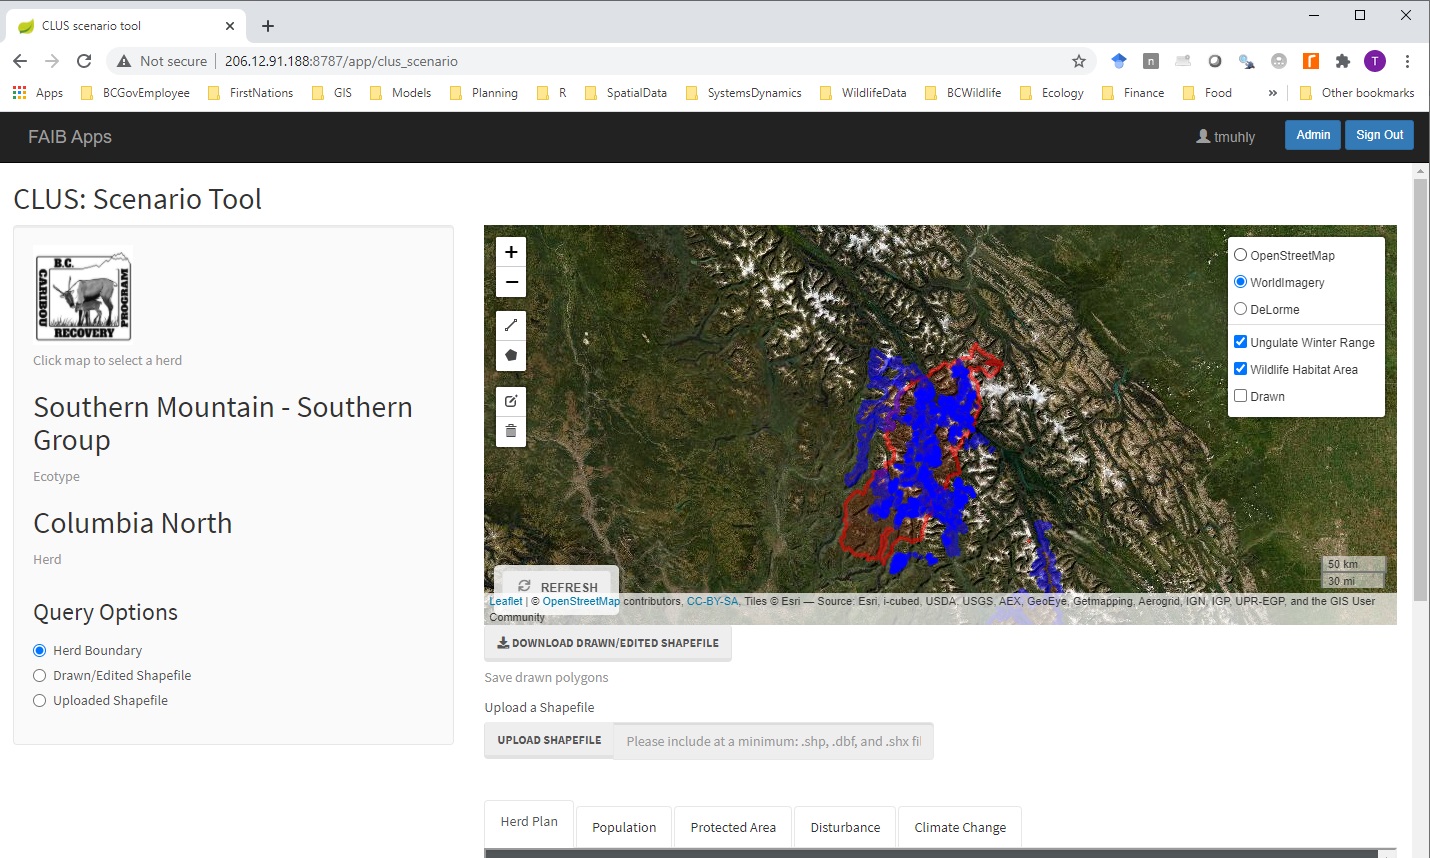 CLUS scenario tool
Not secure 206.12.91.188:8787/app/clus_scenario
n
T
Apps BCGovEmployee FirstNations GIS Models Planning R SpatialData SystemsDynamics WildlifeData BCWildlife Ecology Finance Food » Other bookmarks
FAIB Apps tmuhly Admin Sign Out
CLUS: Scenario Tool
B.C.
CARIBOU
PROGRAM
RECOVERY
Click map to select a herd
Southern Mountain - Southern
Group
Ecotype
Columbia North
Herd
Query Options
Herd Boundary
Drawn/Edited Shapefile
Uploaded Shapefile
+
−
OpenStreetMap
WorldImagery
DeLorme
Ungulate Winter Range
Wildlife Habitat Area
Drawn
50 km
30 mi
REFRESH
Leaflet | © OpenStreetMap contributors, CC-BY-SA, Tiles © Esri — Source: Esri, i-cubed, USDA, USGS, AEX, GeoEye, Getmapping, Aerogrid, IGN, IGP, UPR-EGP, and the GIS User
Community
DOWNLOAD DRAWN/EDITED SHAPEFILE
Save drawn polygons
Upload a Shapefile
UPLOAD SHAPEFILE Please include at a minimum: .shp, .dbf, and .shx fil
Herd Plan Population Protected Area Disturbance Climate Change